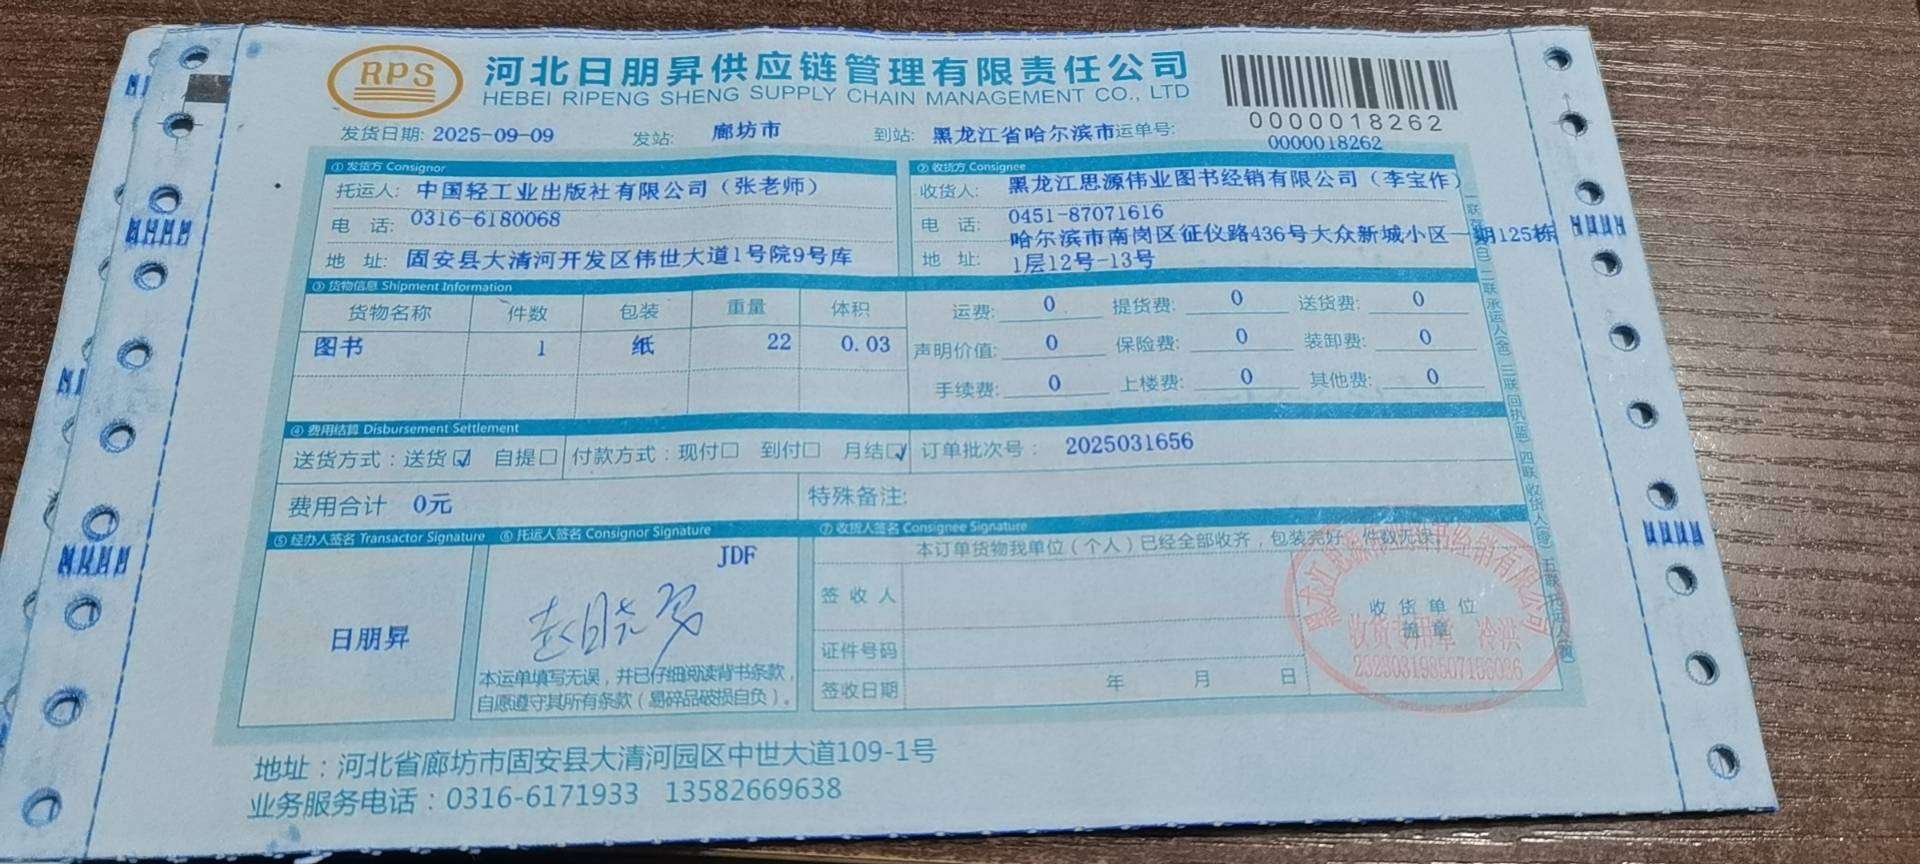 RPS
河北日朋昇供应链管理有限责任公司
HEBEI RIPENG SHENG SUPPLY CHAIN MANAGEMENT CO., LTD
0000018262
发货日期: 2025-09-09 发站: 廊坊市 到站: 黑龙江省哈尔滨市 运单号: 0000018262
① 发货方 Consignor
托运人: 中国轻工业出版社有限公司（张老师）
电 话: 0316-6180068
地 址: 固安县大清河开发区伟世大道1号院9号库
② 收货方 Consignee
收货人: 黑龙江思源伟业图书经销有限公司（李宝作）
电 话: 0451-87071616
地 址: 哈尔滨市南岗区征仪路436号大众新城小区一期125栋
1层12号-13号
③ 货物信息 Shipment Information
货物名称 件数 包装 重量 体积
图书 1 纸 22 0.03
运费: 0 提货费: 0 送货费: 0
声明价值: 0 保险费: 0 装卸费: 0
手续费: 0 上楼费: 0 其他费: 0
④ 费用结算 Disbursement Settlement
送货方式：送货☑ 自提□ 付款方式：现付□ 到付□ 月结☑ 订单批次号： 2025031656
费用合计 0元 特殊备注:
⑤ 经办人签名 Transactor Signature
日朋昇
⑥ 托运人签名 Consignor Signature
JDF
本运单填写无误，并已仔细阅读背书条款，
自愿遵守其所有条款（易碎品破损自负）。
⑦ 收货人签名 Consignee Signature
本订单货物我单位（个人）已经全部收齐，包装完好 件数无误
签 收 人
证件号码
签收日期 年 月 日
收 货 单 位
盖 章
地址：河北省廊坊市固安县大清河园区中世大道109-1号
业务服务电话：0316-6171933 13582669638